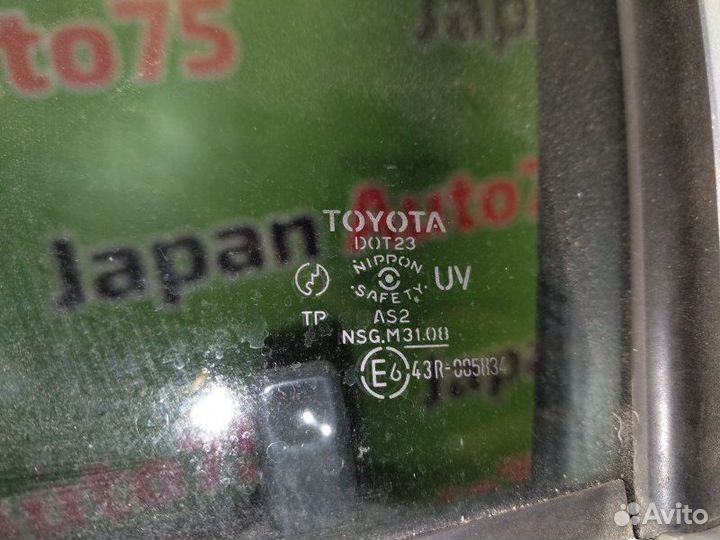 Auto75
Jap
Japan Auto7
TOYOTA
DOT23
NIPPON
SAFETY
UV
TP AS2
NSG.M31.08
E6 43R-005834
Japan
Auto75
Avito